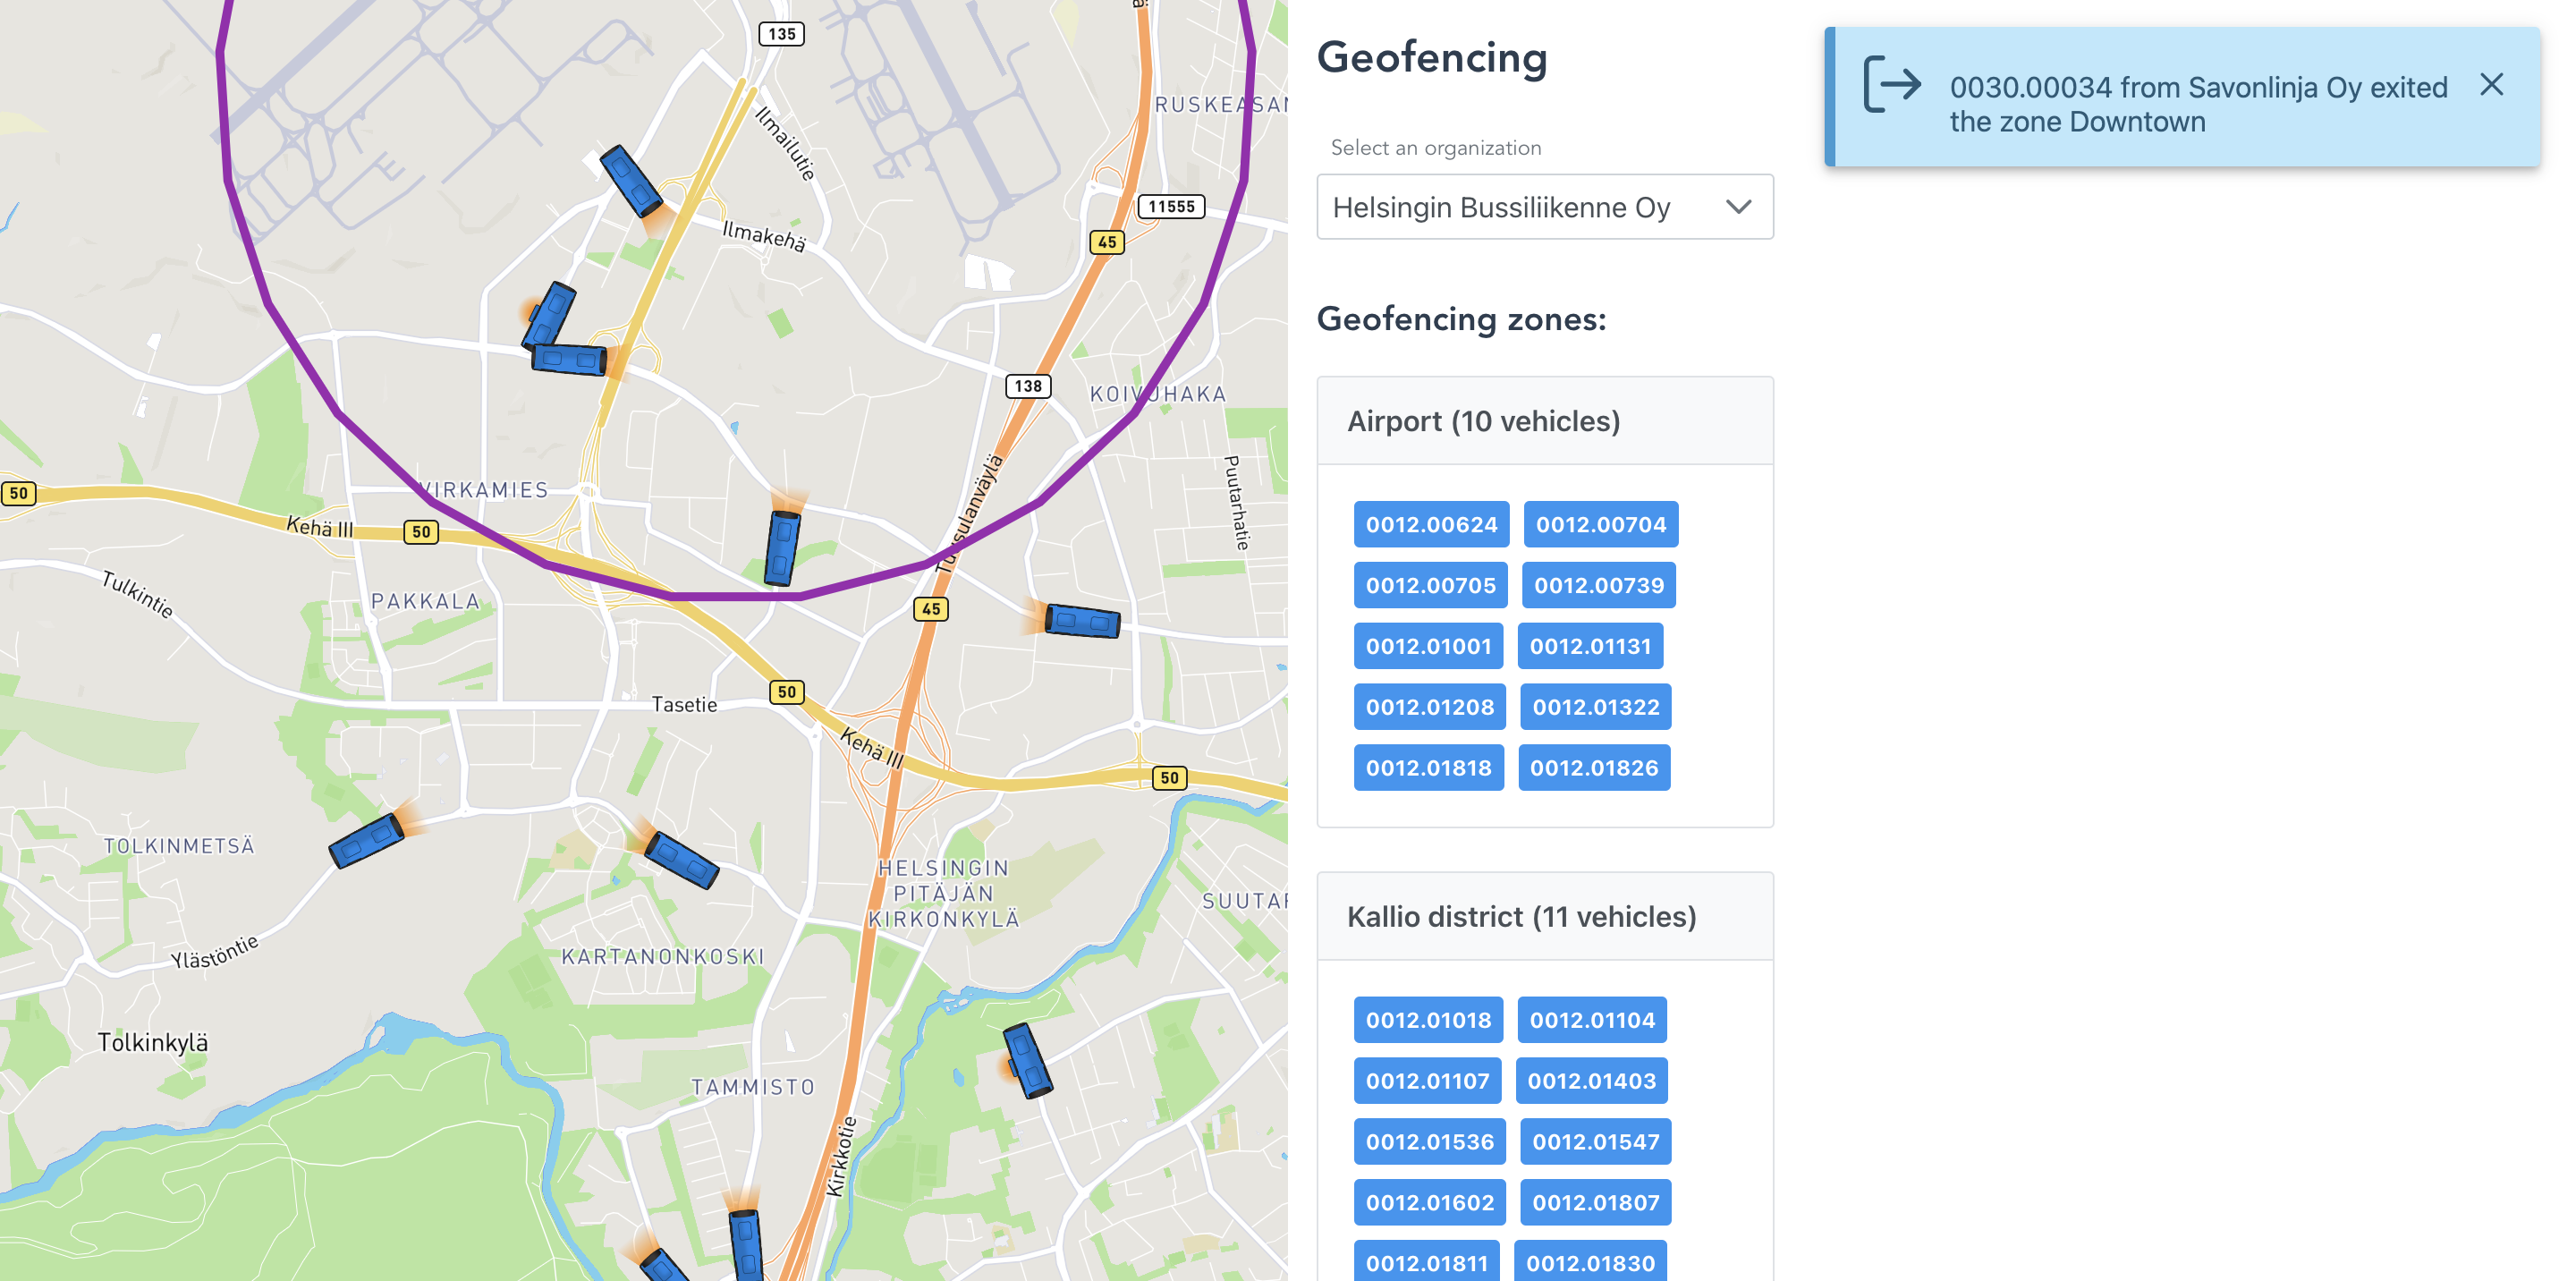 135
Ilmailutie
RUSKEASAN
11555
Ilmakehä
45
138
KOIVUHAKA
Puutarhatie
VIRKAMIES
50
Kehä III
50
Tuusulanväylä
Tulkintie
PAKKALA
45
Tasetie
50
Kehä III
50
TOLKINMETSÄ
HELSINGIN
PITÄJÄN
KIRKONKYLÄ
SUUTAR
Ylästöntie
KARTANONKOSKI
Tolkinkylä
TAMMISTO
Kirkkotie
Geofencing
Select an organization
Helsingin Bussiliikenne Oy
Geofencing zones:
Airport (10 vehicles)
0012.00624 0012.00704
0012.00705 0012.00739
0012.01001 0012.01131
0012.01208 0012.01322
0012.01818 0012.01826
Kallio district (11 vehicles)
0012.01018 0012.01104
0012.01107 0012.01403
0012.01536 0012.01547
0012.01602 0012.01807
0012.01811 0012.01830
0030.00034 from Savonlinja Oy exited
the zone Downtown